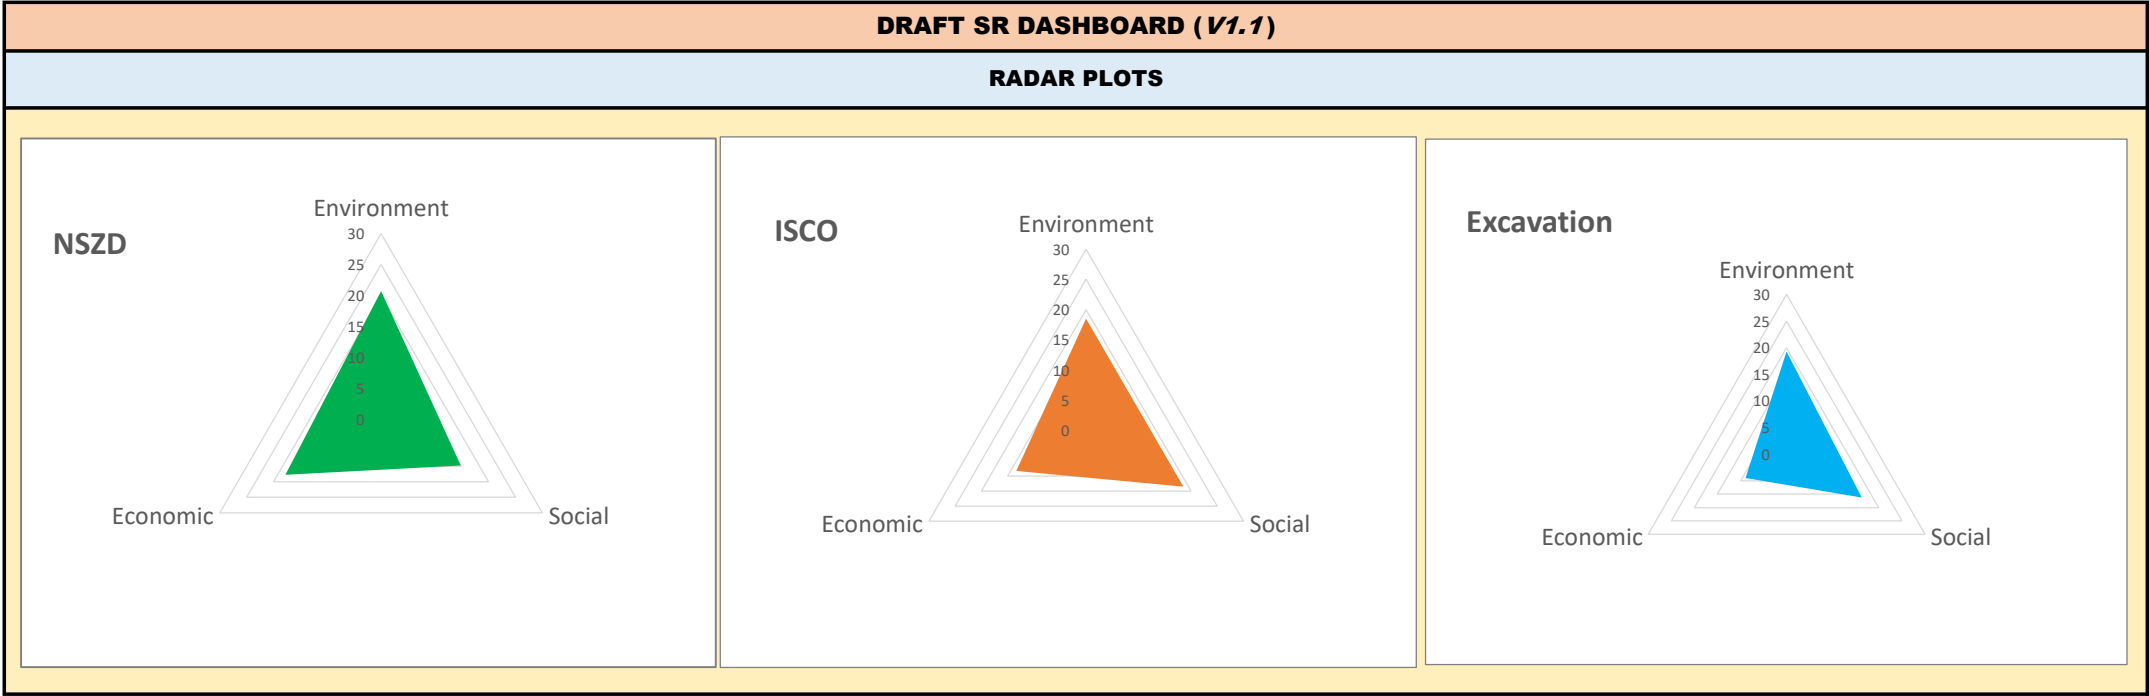 DRAFT SR DASHBOARD (V1.1)
RADAR PLOTS
NSZD
Environment
30
25
20
15
10
5
0
Economic
Social
ISCO
Environment
30
25
20
15
10
5
0
Economic
Social
Excavation
Environment
30
25
20
15
10
5
0
Economic
Social